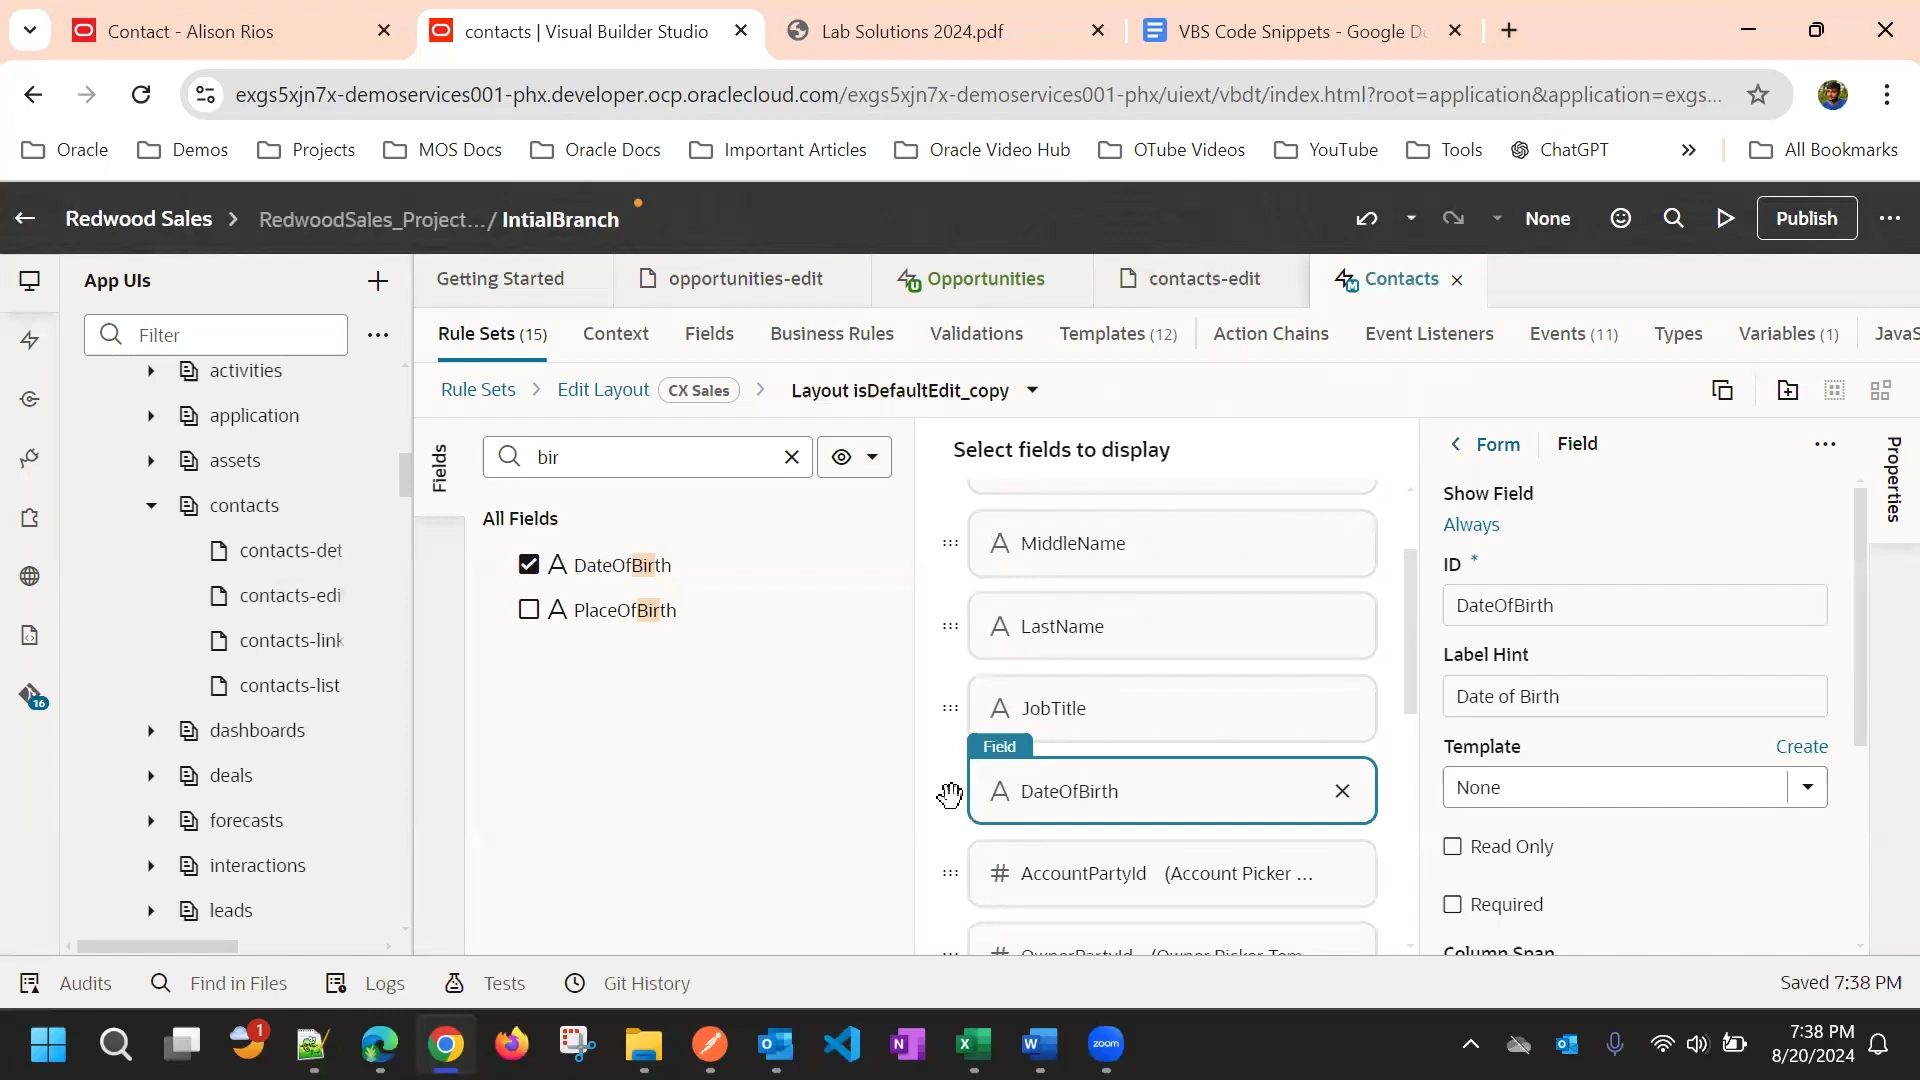 Contact - Alison Rios
contacts | Visual Builder Studio
Lab Solutions 2024.pdf
VBS Code Snippets - Google Do
exgs5xjn7x-demoservices001-phx.developer.ocp.oraclecloud.com/exgs5xjn7x-demoservices001-phx/uiext/vbdt/index.html?root=application&application=exgs...
Oracle
Demos
Projects
MOS Docs
Oracle Docs
Important Articles
Oracle Video Hub
OTube Videos
YouTube
Tools
ChatGPT
All Bookmarks
Redwood Sales
RedwoodSales_Project... / IntialBranch
None
Publish
App UIs
Getting Started
opportunities-edit
Opportunities
contacts-edit
Contacts
Filter
Rule Sets (15)
Context
Fields
Business Rules
Validations
Templates (12)
Action Chains
Event Listeners
Events (11)
Types
Variables (1)
JavaS
activities
application
assets
contacts
contacts-det
contacts-edi
contacts-link
contacts-list
dashboards
deals
forecasts
interactions
leads
16
Rule Sets
Edit Layout
CX Sales
Layout isDefaultEdit_copy
Fields
bir
All Fields
DateOfBirth
PlaceOfBirth
Select fields to display
MiddleName
LastName
JobTitle
Field
DateOfBirth
AccountPartyId (Account Picker ...
OwnerPartyId (Owner Picker Tem...
Form
Field
Properties
Show Field
Always
ID *
DateOfBirth
Label Hint
Date of Birth
Template
Create
None
Read Only
Required
Column Span
Audits
Find in Files
Logs
Tests
Git History
Saved 7:38 PM
1
zoom
7:38 PM
8/20/2024